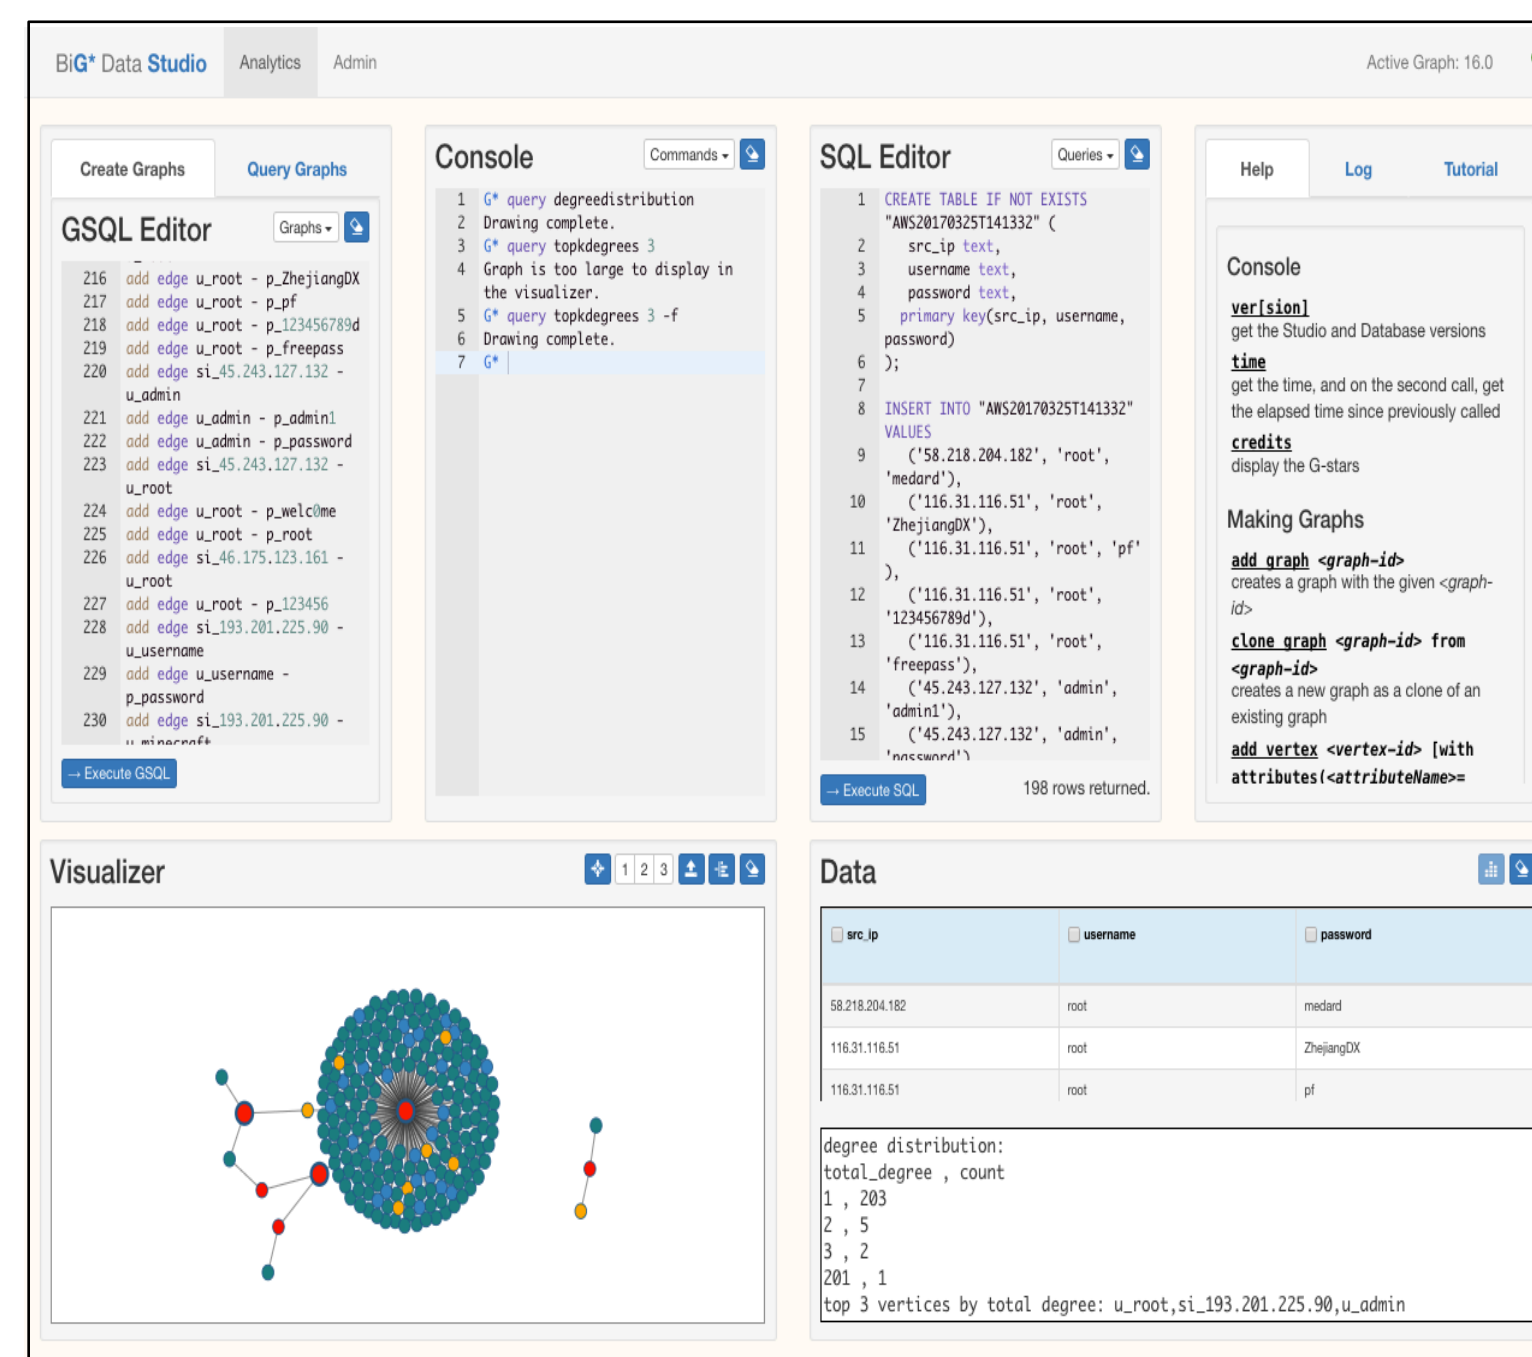 BiG* Data Studio Analytics Admin Active Graph: 16.0
Create Graphs Query Graphs
GSQL Editor Graphs
216 add edge u_root - p_ZhejiangDX
217 add edge u_root - p_pf
218 add edge u_root - p_123456789d
219 add edge u_root - p_freepass
220 add edge si_45.243.127.132 -
u_admin
221 add edge u_admin - p_admin1
222 add edge u_admin - p_password
223 add edge si_45.243.127.132 -
u_root
224 add edge u_root - p_welc0me
225 add edge u_root - p_root
226 add edge si_46.175.123.161 -
u_root
227 add edge u_root - p_123456
228 add edge si_193.201.225.90 -
u_username
229 add edge u_username -
p_password
230 add edge si_193.201.225.90 -
u_minecraft
→ Execute GSQL
Console Commands
1 G* query degreedistribution
2 Drawing complete.
3 G* query topkdegrees 3
4 Graph is too large to display in
the visualizer.
5 G* query topkdegrees 3 -f
6 Drawing complete.
7 G*
SQL Editor Queries
1 CREATE TABLE IF NOT EXISTS
"AWS20170325T141332" (
2 src_ip text,
3 username text,
4 password text,
5 primary key(src_ip, username,
password)
6 );
7
8 INSERT INTO "AWS20170325T141332"
VALUES
9 ('58.218.204.182', 'root',
'medard'),
10 ('116.31.116.51', 'root',
'ZhejiangDX'),
11 ('116.31.116.51', 'root', 'pf'
),
12 ('116.31.116.51', 'root',
'123456789d'),
13 ('116.31.116.51', 'root',
'freepass'),
14 ('45.243.127.132', 'admin',
'admin1'),
15 ('45.243.127.132', 'admin',
'password')
→ Execute SQL 198 rows returned.
Help Log Tutorial
Console
ver[sion]
get the Studio and Database versions
time
get the time, and on the second call, get
the elapsed time since previously called
credits
display the G-stars
Making Graphs
add graph <graph-id>
creates a graph with the given <graph-
id>
clone graph <graph-id> from
<graph-id>
creates a new graph as a clone of an
existing graph
add vertex <vertex-id> [with
attributes(<attributeName>=
Visualizer 1 2 3
Data
src_ip username password
58.218.204.182 root medard
116.31.116.51 root ZhejiangDX
116.31.116.51 root pf
degree distribution:
total_degree , count
1 , 203
2 , 5
3 , 2
201 , 1
top 3 vertices by total degree: u_root,si_193.201.225.90,u_admin